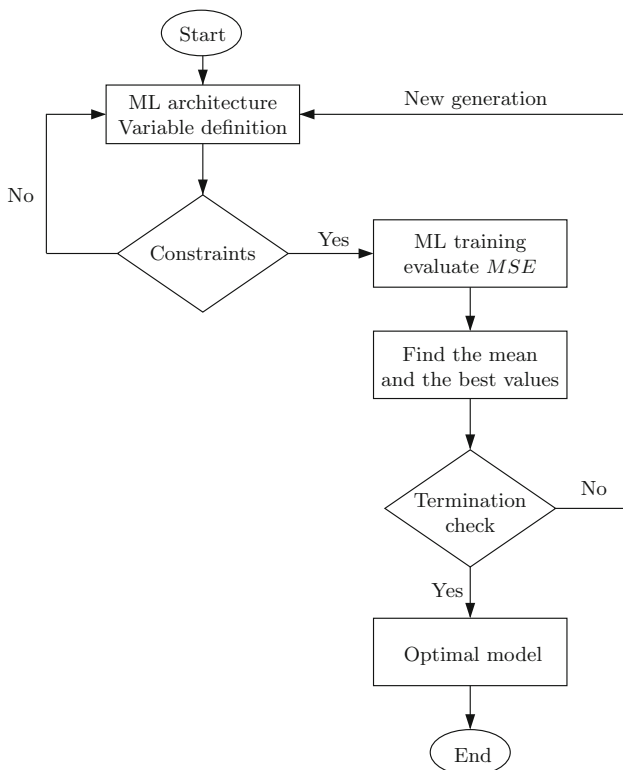 Start
ML architecture
Variable definition
New generation
No
Constraints
Yes
ML training
evaluate MSE
Find the mean
and the best values
Termination
check
No
Yes
Optimal model
End